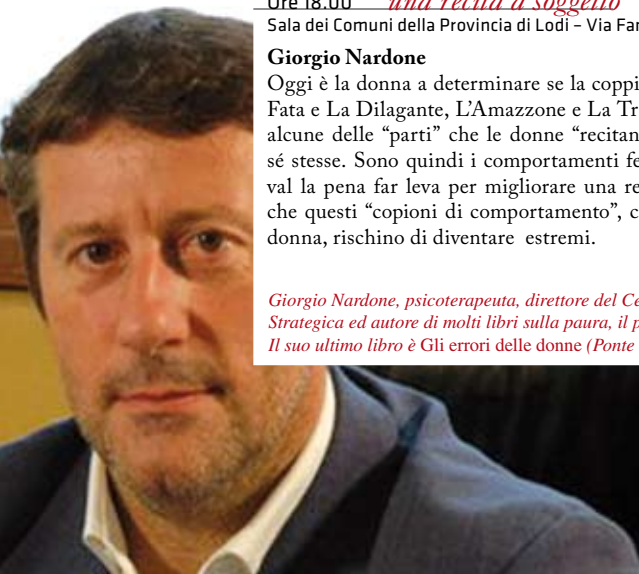 Ore 18.00 una recita a soggetto
Sala dei Comuni della Provincia di Lodi – Via Fa
Giorgio Nardone
Oggi è la donna a determinare se la coppi
Fata e La Dilagante, L’Amazzone e La Tr
alcune delle “parti” che le donne “recitan
sé stesse. Sono quindi i comportamenti fe
val la pena far leva per migliorare una re
che questi “copioni di comportamento”, c
donna, rischino di diventare estremi.
Giorgio Nardone, psicoterapeuta, direttore del Ce
Strategica ed autore di molti libri sulla paura, il p
Il suo ultimo libro è Gli errori delle donne (Ponte